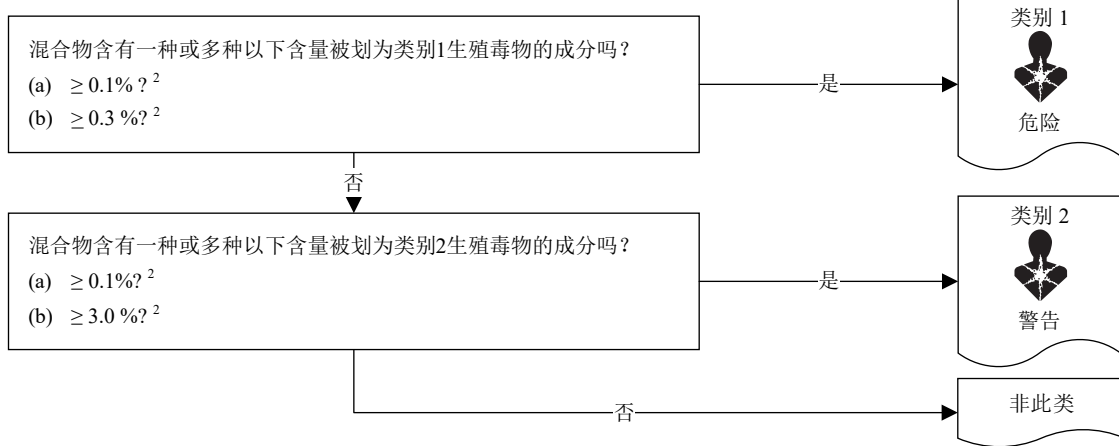 混合物含有一种或多种以下含量被划为类别1生殖毒物的成分吗?
(a) ≥ 0.1% ? 2
(b) ≥ 0.3 %? 2
是
类别 1
危险
否
混合物含有一种或多种以下含量被划为类别2生殖毒物的成分吗?
(a) ≥ 0.1%? 2
(b) ≥ 3.0 %? 2
是
类别 2
警告
否
非此类